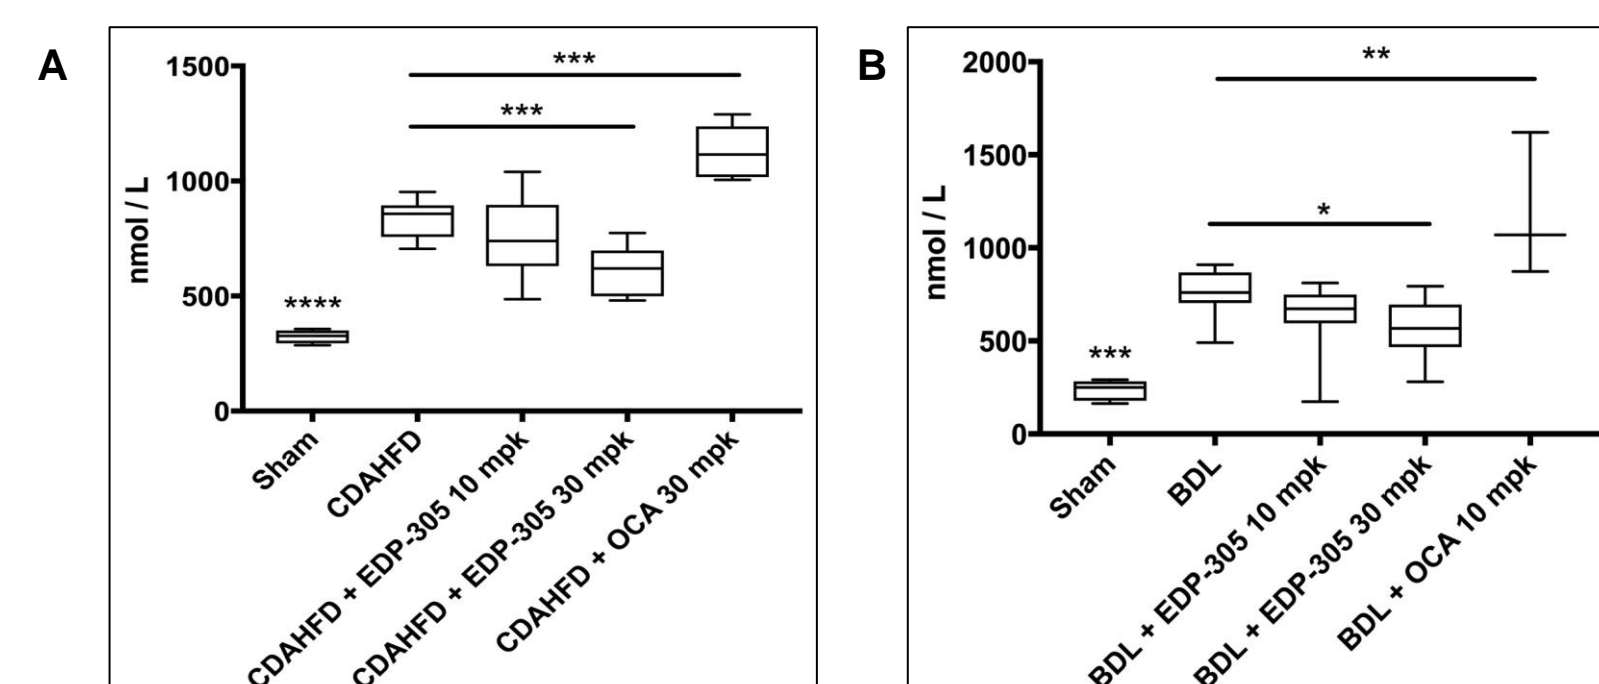 A
***
***
1500
1000
500
0
nmol / L
****
Sham
CDAHFD
CDAHFD + EDP-305 10 mpk
CDAHFD + EDP-305 30 mpk
CDAHFD + OCA 30 mpk
B
**
*
2000
1500
1000
500
0
nmol / L
***
Sham
BDL
BDL + EDP-305 10 mpk
BDL + EDP-305 30 mpk
BDL + OCA 10 mpk